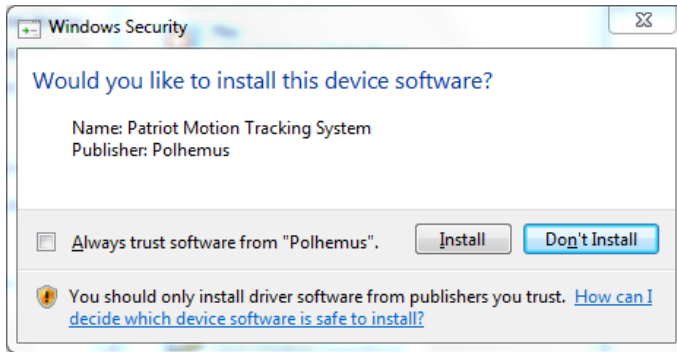 Windows Security
Would you like to install this device software?
Name: Patriot Motion Tracking System
Publisher: Polhemus
Always trust software from "Polhemus".
Install
Don't Install
You should only install driver software from publishers you trust. How can I
decide which device software is safe to install?